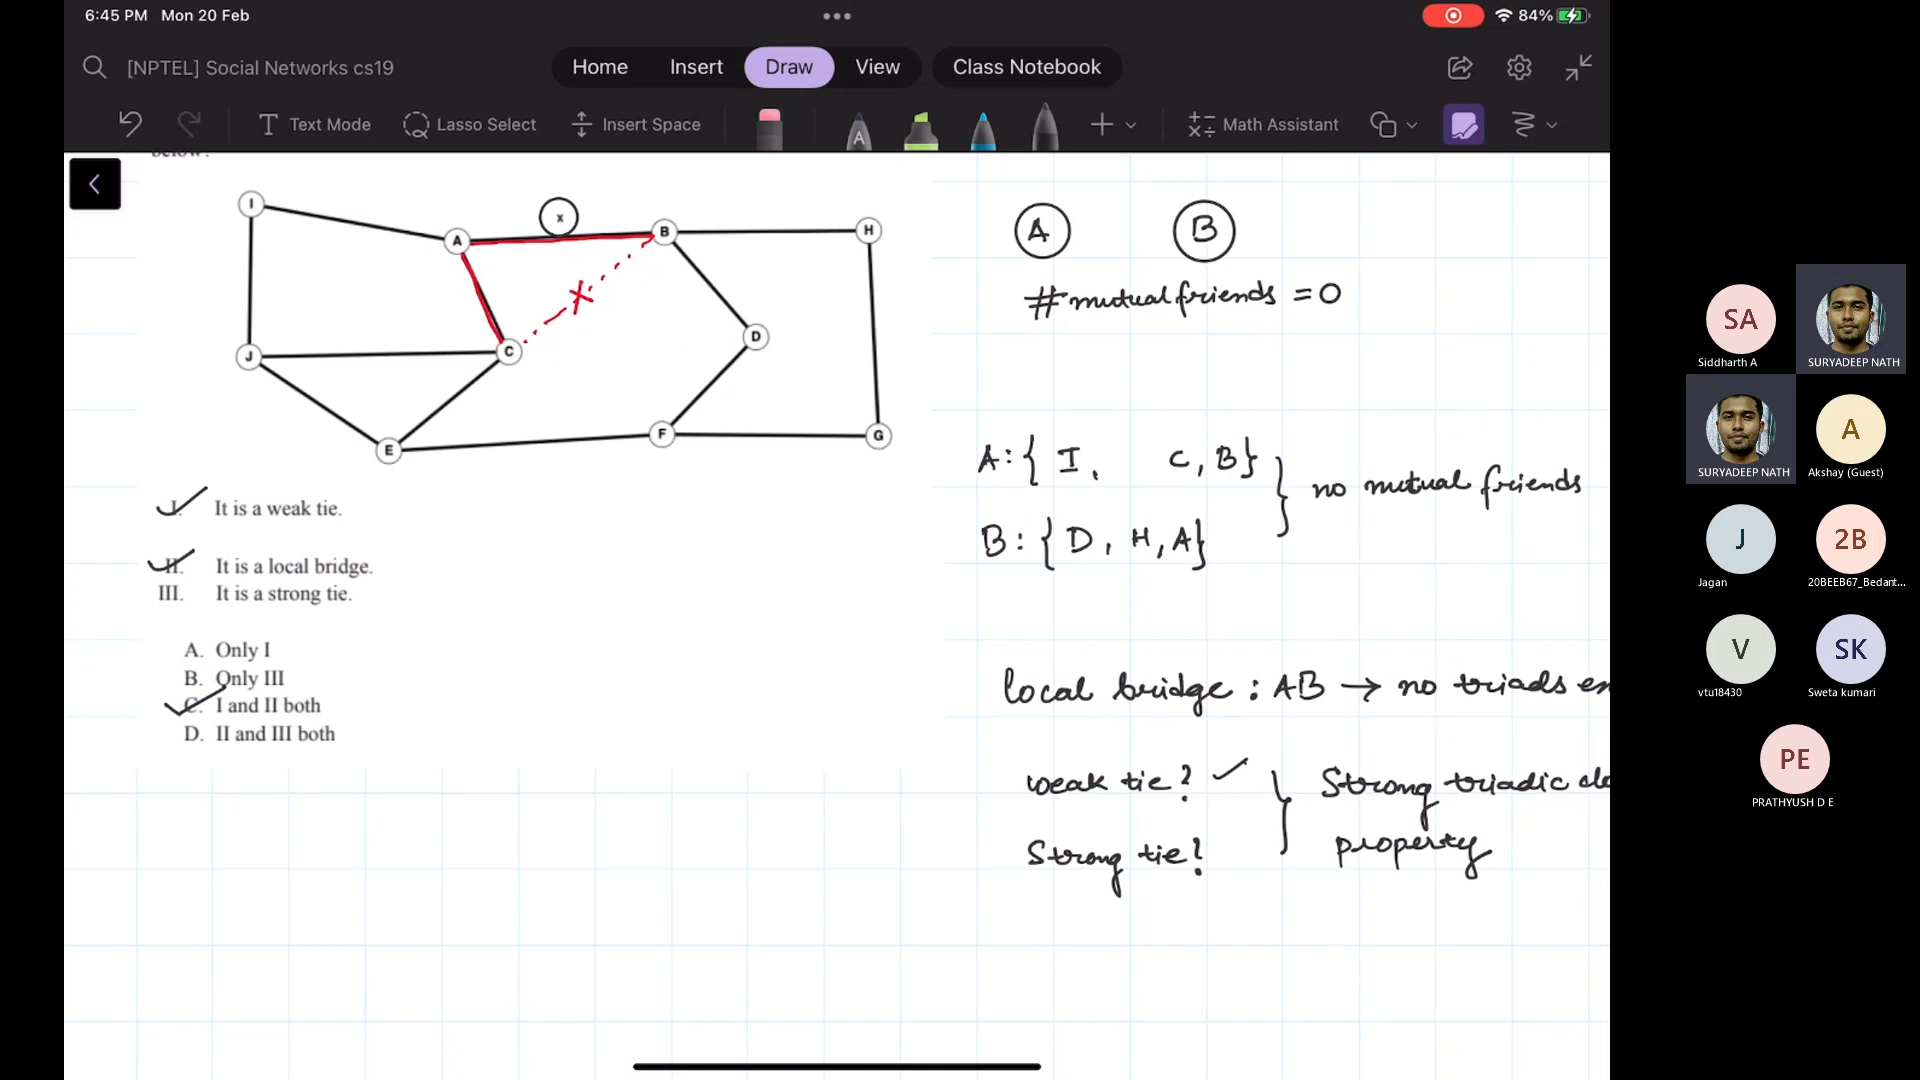 6:45 PM Mon 20 Feb
84%
[NPTEL] Social Networks cs19
Home
Insert
Draw
View
Class Notebook
Text Mode
Lasso Select
Insert Space
A
Math Assistant
below?
I
A
x
B
H
J
C
D
E
F
G
I. It is a weak tie.
II. It is a local bridge.
III. It is a strong tie.
A. Only I
B. Only III
C. I and II both
D. II and III both
A
B
#mutual friends = 0
A: { I, C, B}
B: { D, H, A}
no mutual friends
local bridge : AB → no triads en
weak tie? ✓
Strong tie?
Strong triadic clo
property
SA
Siddharth A
SURYADEEP NATH
SURYADEEP NATH
A
Akshay (Guest)
J
Jagan
2B
20BEEB67_Bedant...
V
vtu18430
SK
Sweta kumari
PE
PRATHYUSH D E